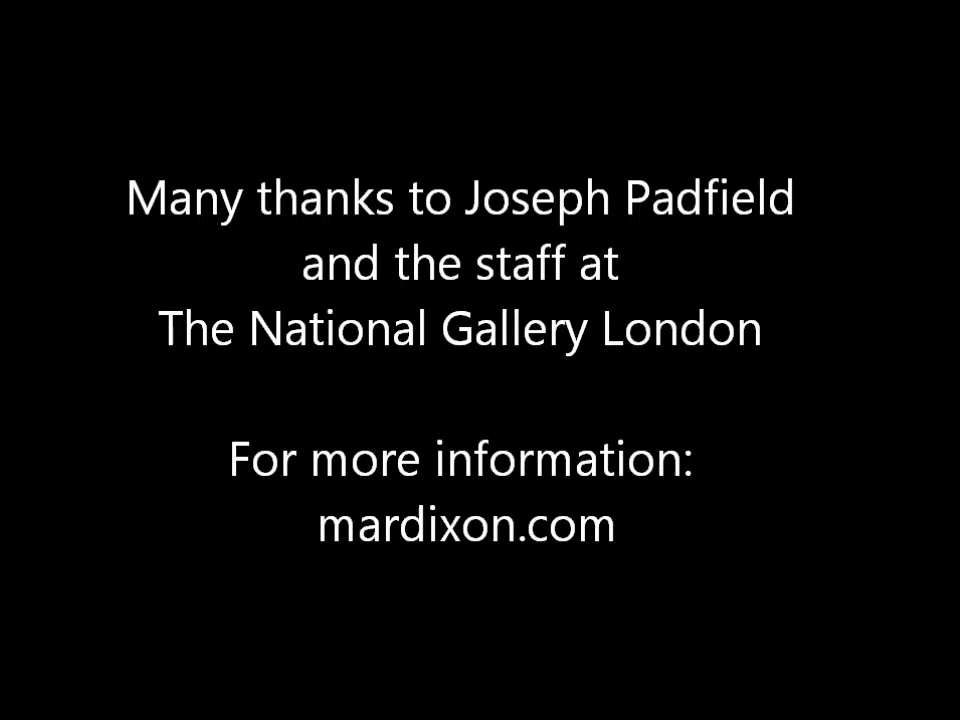 Many thanks to Joseph Padfield
and the staff at
The National Gallery London
For more information:
mardixon.com